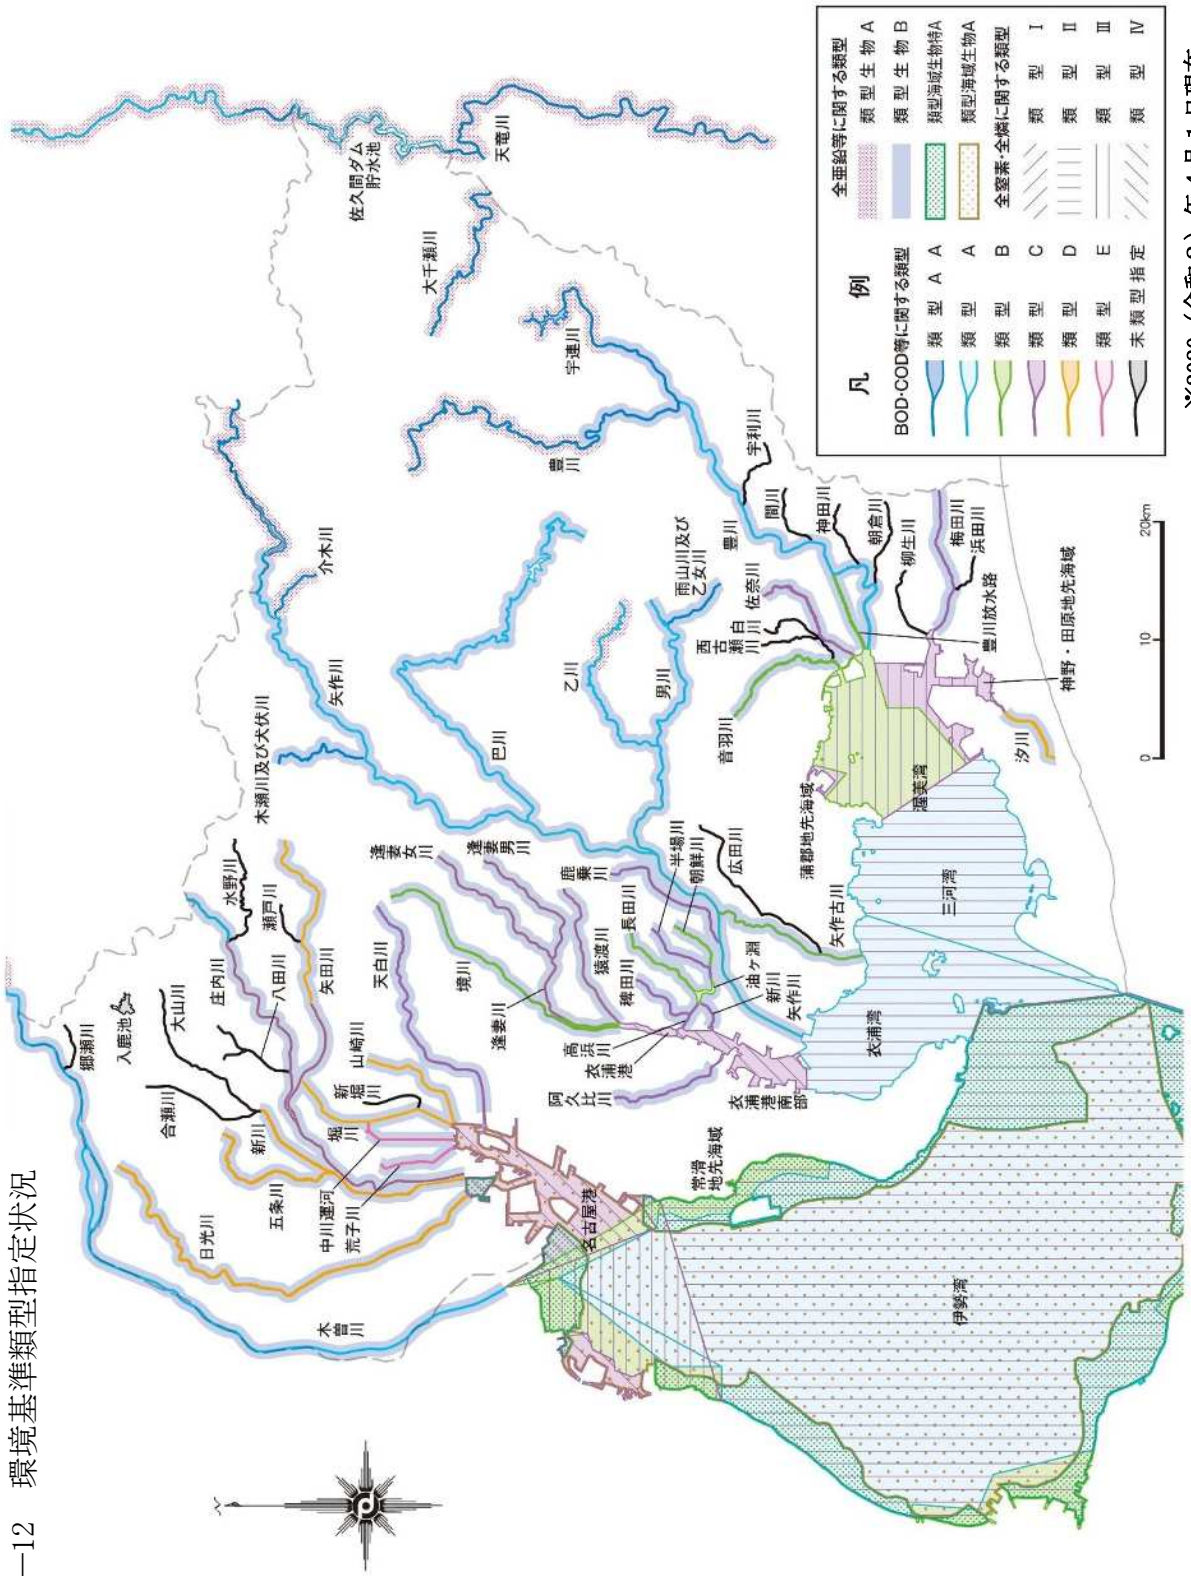 —12　環境基準類型指定状況
凡　例
BOD･COD等に関する類型
類型 A A
類型 A
類型 B
類型 C
類型 D
類型 E
未類型指定
全亜鉛等に関する類型
類型生物 A
類型生物 B
類型海域生物特A
類型海域生物A
全窒素･全燐に関する類型
類型 Ⅰ
類型 Ⅱ
類型 Ⅲ
類型 Ⅳ
0
10
20km
佐久間ダム
貯水池
天竜川
大千瀬川
宇連川
豊川
介木川
矢作川
木瀬川及び犬伏川
巴川
乙川
男川
雨山川及び
乙女川
豊川
宇利川
間川
神田川
朝倉川
柳生川
梅田川
浜田川
豊川放水路
神野・田原地先海域
汐川
佐奈川
白川
西古瀬川
音羽川
蒲郡地先海域
渥美湾
三河湾
衣浦湾
水野川
瀬戸川
矢田川
庄内川
八田川
大山川
入鹿池
郷瀬川
合瀬川
新川
五条川
日光川
木曽川
中川運河
荒子川
堀川
新堀川
山崎川
天白川
境川
逢妻女川
逢妻男川
逢妻川
猿渡川
鹿乗川
長田川
稗田川
半場川
朝鮮川
広田川
矢作古川
油ヶ淵
新川
矢作川
高浜川
衣浦港
阿久比川
衣浦港南部
常滑
地先海域
名古屋港
伊勢湾